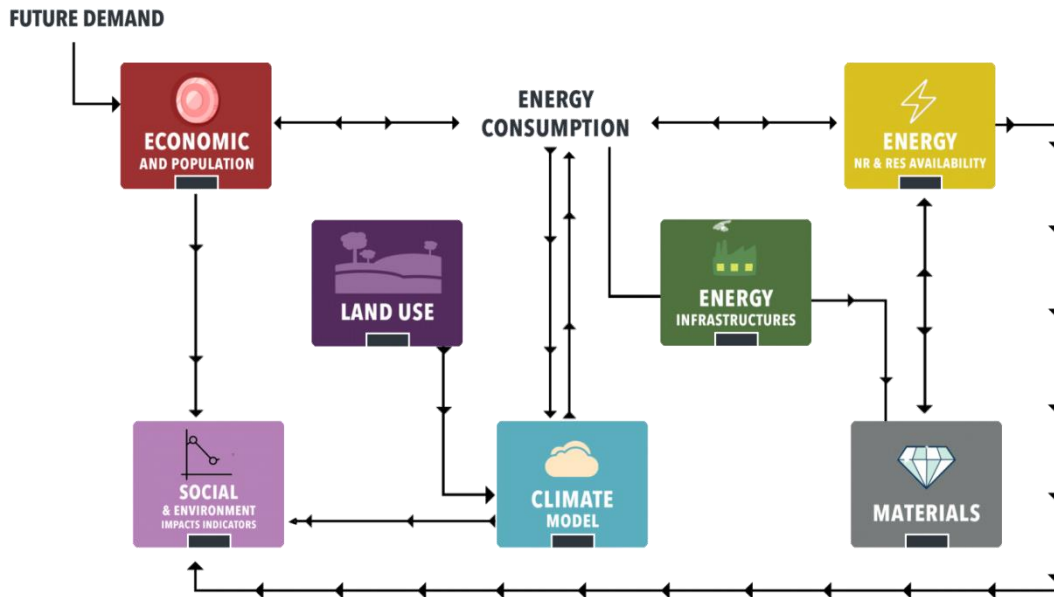 FUTURE DEMAND
ECONOMIC
AND POPULATION
ENERGY
CONSUMPTION
ENERGY
NR & RES AVAILABILITY
LAND USE
ENERGY
INFRASTRUCTURES
SOCIAL
& ENVIRONMENT
IMPACTS INDICATORS
CLIMATE
MODEL
MATERIALS